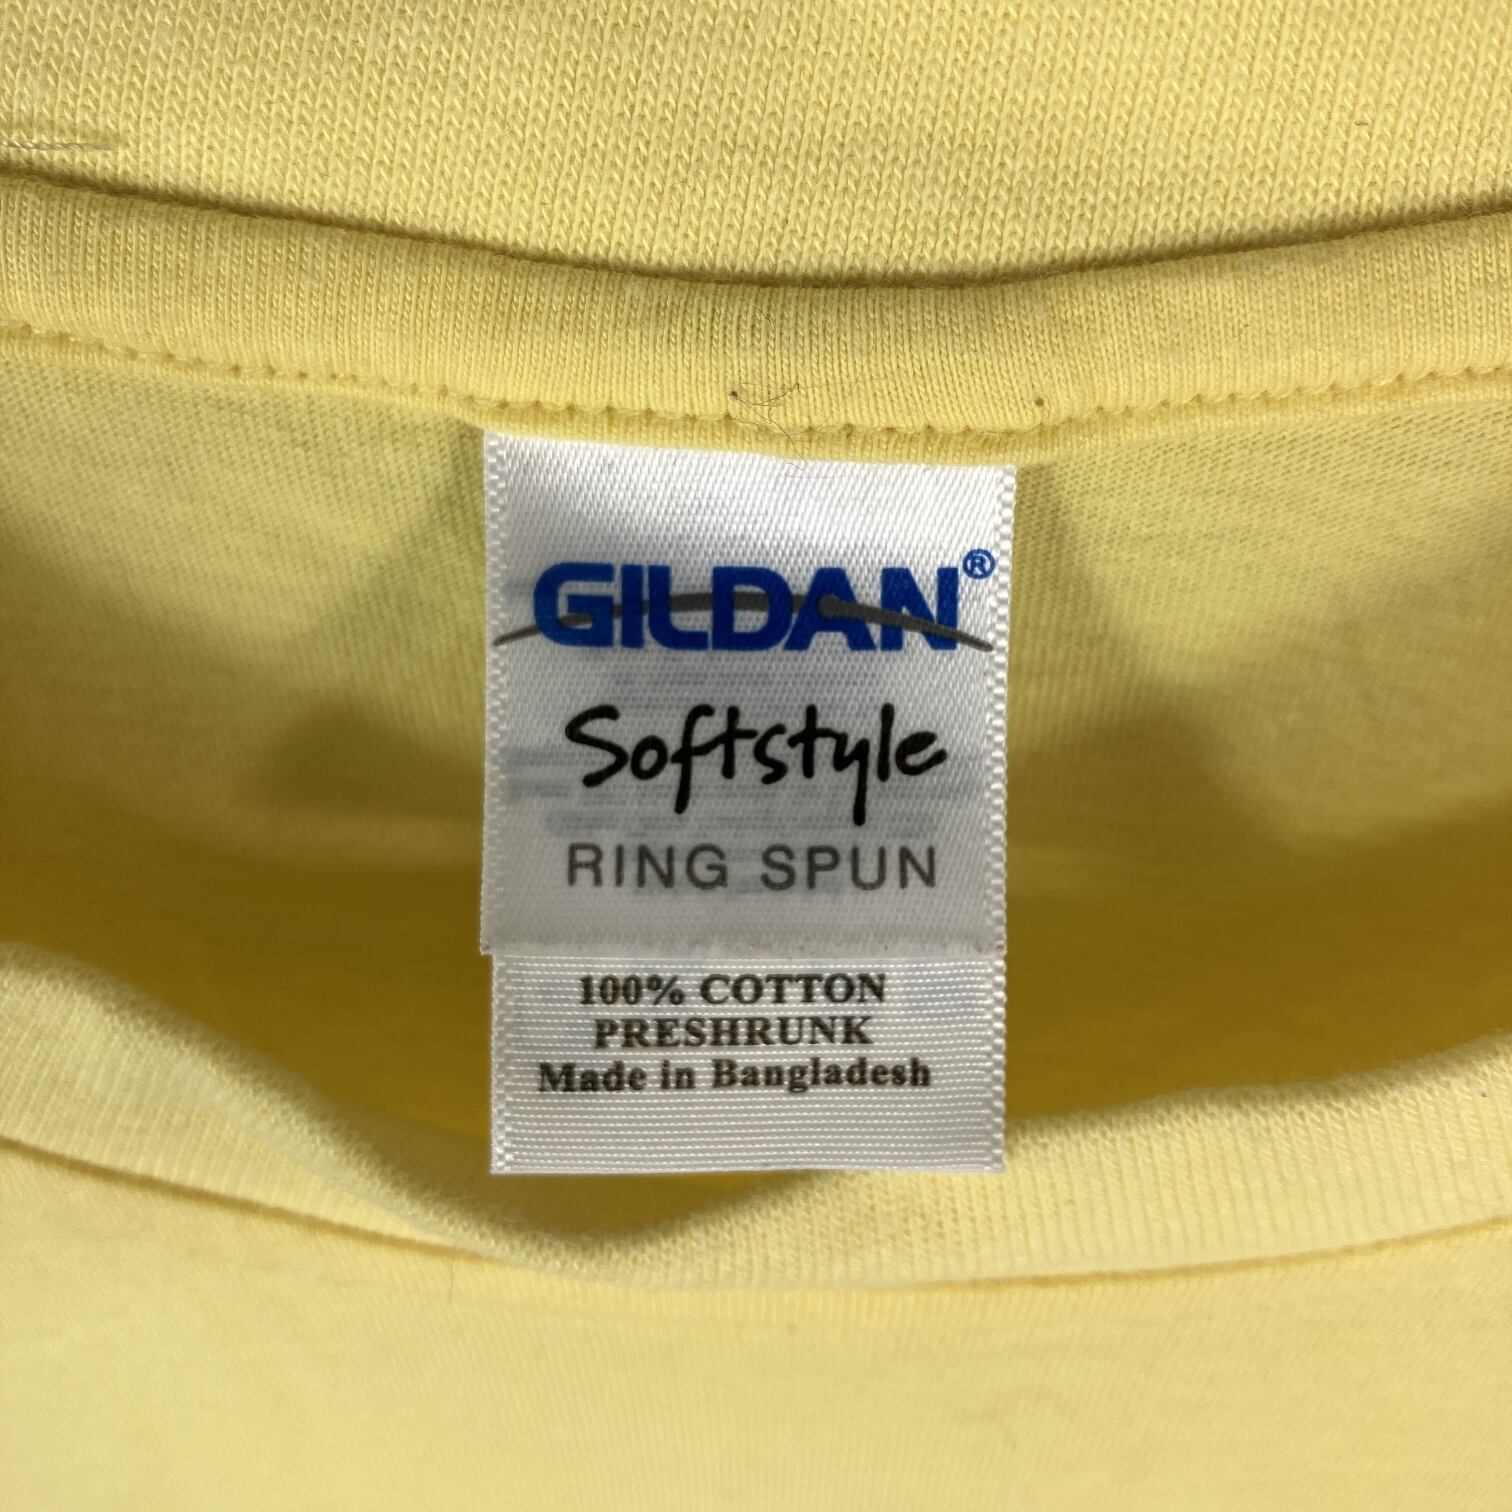 GILDAN®
Softstyle
RING SPUN
100% COTTON
PRESHRUNK
Made in Bangladesh